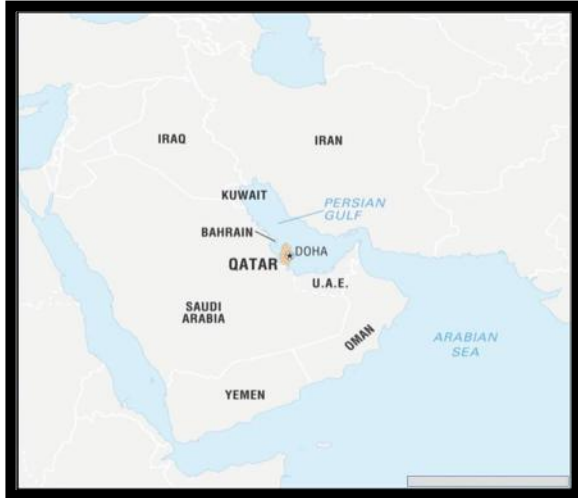 IRAQ
IRAN
KUWAIT
PERSIAN
GULF
BAHRAIN
DOHA
QATAR
U.A.E.
SAUDI
ARABIA
OMAN
ARABIAN
SEA
YEMEN